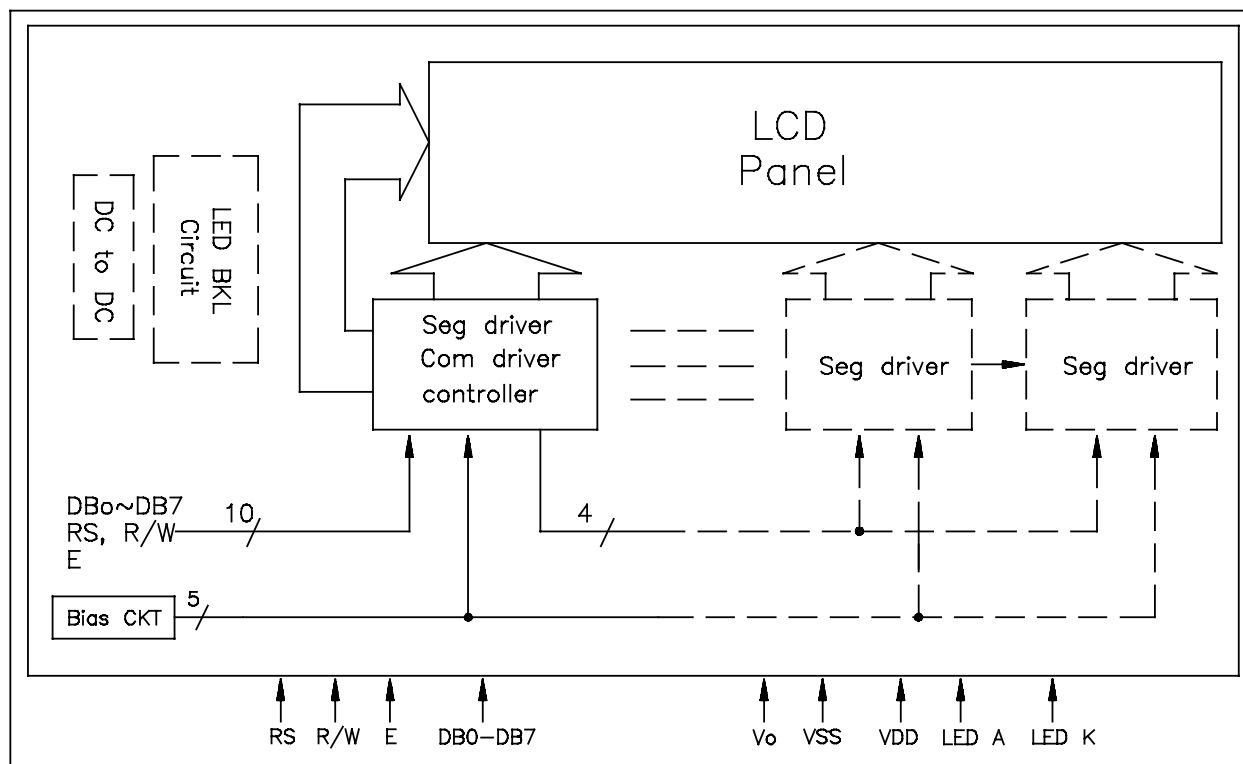 LCD
Panel
DC to DC
LED BKL
Circuit
Seg driver
Com driver
controller
Seg driver
Seg driver
DBo~DB7
RS, R/W
E
10
4
Bias CKT
5
RS
R/W
E
DB0-DB7
Vo
VSS
VDD
LED A
LED K